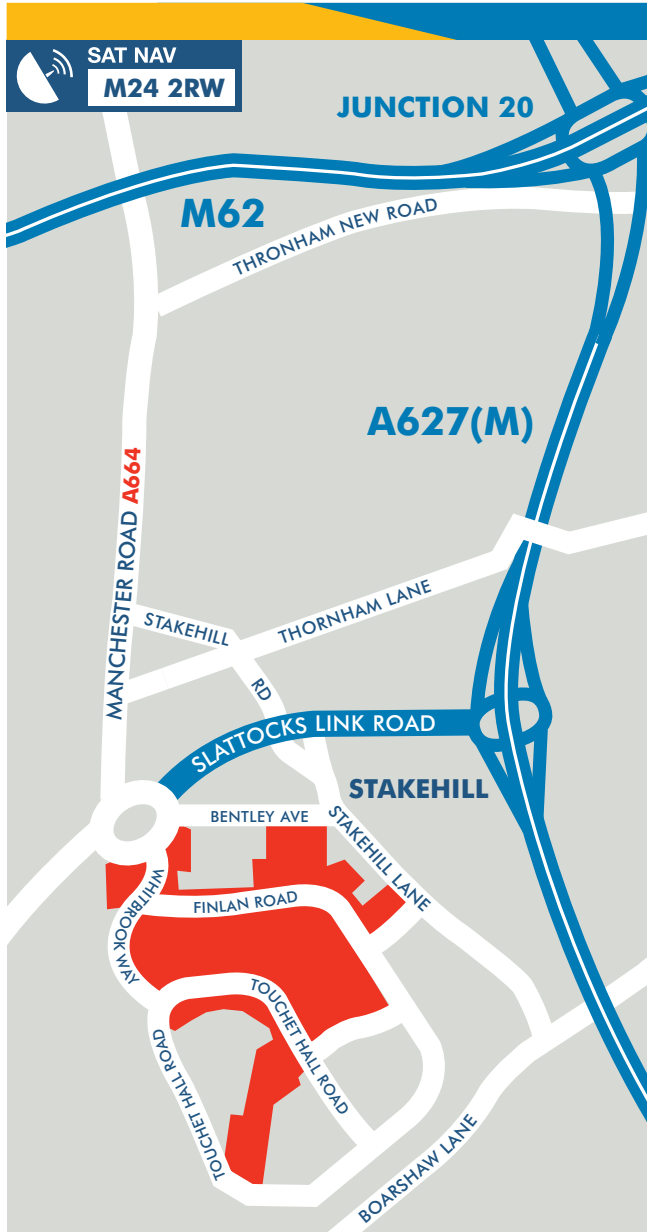 SAT NAV
M24 2RW
JUNCTION 20
M62
THRONHAM NEW ROAD
A627(M)
MANCHESTER ROAD A664
STAKEHILL
RD
THORNHAM LANE
SLATTOCKS LINK ROAD
STAKEHILL
BENTLEY AVE
STAKEHILL LANE
WHITBROOK WAY
FINLAN ROAD
TOUCHET HALL ROAD
TOUCHET HALL ROAD
BOARSHAW LANE